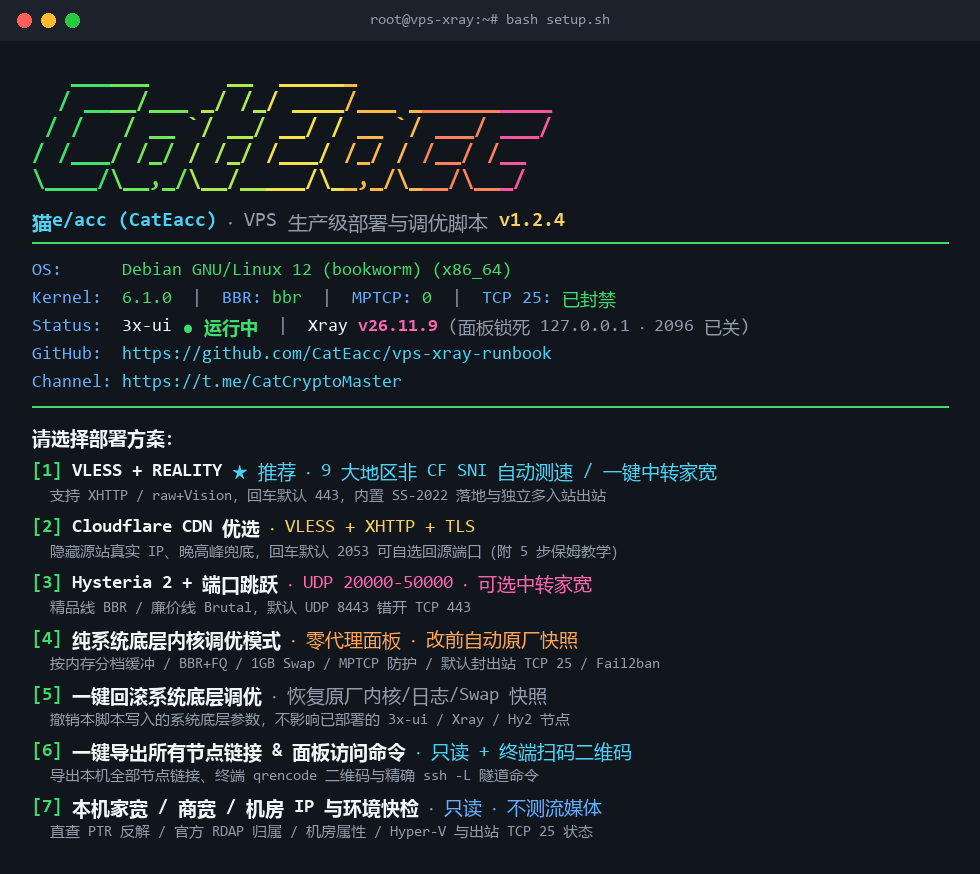 root@vps-xray:~# bash setup.sh
CatEacc
猫e/acc (CatEacc) · VPS 生产级部署与调优脚本 v1.2.4
OS: Debian GNU/Linux 12 (bookworm) (x86_64)
Kernel: 6.1.0 | BBR: bbr | MPTCP: 0 | TCP 25: 已封禁
Status: 3x-ui ● 运行中 | Xray v26.11.9 (面板锁死 127.0.0.1 · 2096 已关)
GitHub: https://github.com/CatEacc/vps-xray-runbook
Channel: https://t.me/CatCryptoMaster
请选择部署方案:
[1] VLESS + REALITY ★ 推荐 · 9 大地区非 CF SNI 自动测速 / 一键中转家宽
支持 XHTTP / raw+Vision, 回车默认 443, 内置 SS-2022 落地与独立多入站出站
[2] Cloudflare CDN 优选 · VLESS + XHTTP + TLS
隐藏源站真实 IP、晚高峰兜底, 回车默认 2053 可自选回源端口 (附 5 步保姆教学)
[3] Hysteria 2 + 端口跳跃 · UDP 20000-50000 · 可选中转家宽
精品线 BBR / 廉价线 Brutal, 默认 UDP 8443 错开 TCP 443
[4] 纯系统底层内核调优模式 · 零代理面板 · 改前自动原厂快照
按内存分档缓冲 / BBR+FQ / 1GB Swap / MPTCP 防护 / 默认封出站 TCP 25 / Fail2ban
[5] 一键回滚系统底层调优 · 恢复原厂内核/日志/Swap 快照
撤销本脚本写入的系统底层参数, 不影响已部署的 3x-ui / Xray / Hy2 节点
[6] 一键导出所有节点链接 & 面板访问命令 · 只读 + 终端扫码二维码
导出本机全部节点链接、终端 qrencode 二维码与精确 ssh -L 隧道命令
[7] 本机家宽 / 商宽 / 机房 IP 与环境快检 · 只读 · 不测流媒体
直查 PTR 反解 / 官方 RDAP 归属 / 机房属性 / Hyper-V 与出站 TCP 25 状态